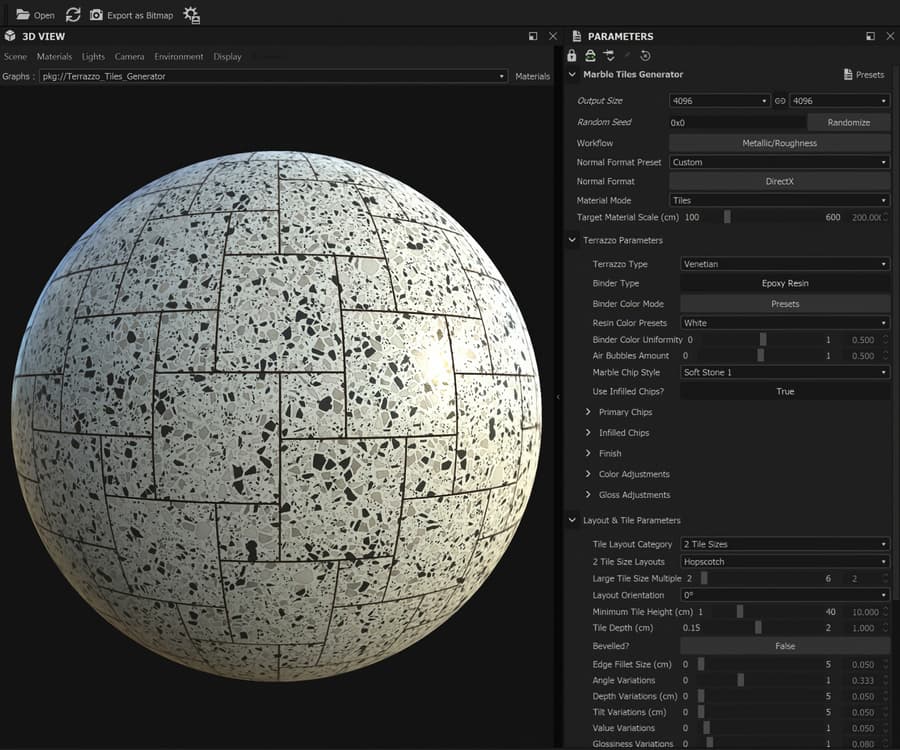 Open Export as Bitmap
3D VIEW
Scene Materials Lights Camera Environment Display
Graphs : pkg://Terrazzo_Tiles_Generator Materials
PARAMETERS
Marble Tiles Generator Presets
Output Size 4096 4096
Random Seed 0x0 Randomize
Workflow Metallic/Roughness
Normal Format Preset Custom
Normal Format DirectX
Material Mode Tiles
Target Material Scale (cm) 100 600 200.00
Terrazzo Parameters
Terrazzo Type Venetian
Binder Type Epoxy Resin
Binder Color Mode Presets
Resin Color Presets White
Binder Color Uniformity 0 1 0.500
Air Bubbles Amount 0 1 0.500
Marble Chip Style Soft Stone 1
Use Infilled Chips? True
Primary Chips
Infilled Chips
Finish
Color Adjustments
Gloss Adjustments
Layout & Tile Parameters
Tile Layout Category 2 Tile Sizes
2 Tile Size Layouts Hopscotch
Large Tile Size Multiple 2 6 2
Layout Orientation 0°
Minimum Tile Height (cm) 1 40 10.000
Tile Depth (cm) 0.15 2 1.000
Bevelled? False
Edge Fillet Size (cm) 0 5 0.050
Angle Variations 0 1 0.333
Depth Variations (cm) 0 5 0.050
Tilt Variations (cm) 0 5 0.050
Value Variations 0 1 0.050
Glossiness Variations 0 1 0.080